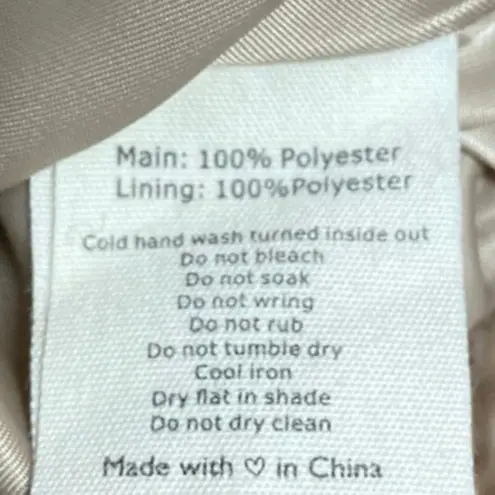 Main: 100% Polyester
Lining: 100%Polyester
Cold hand wash turned inside out
Do not bleach
Do not soak
Do not wring
Do not rub
Do not tumble dry
Cool iron
Dry flat in shade
Do not dry clean
Made with ♡ in China